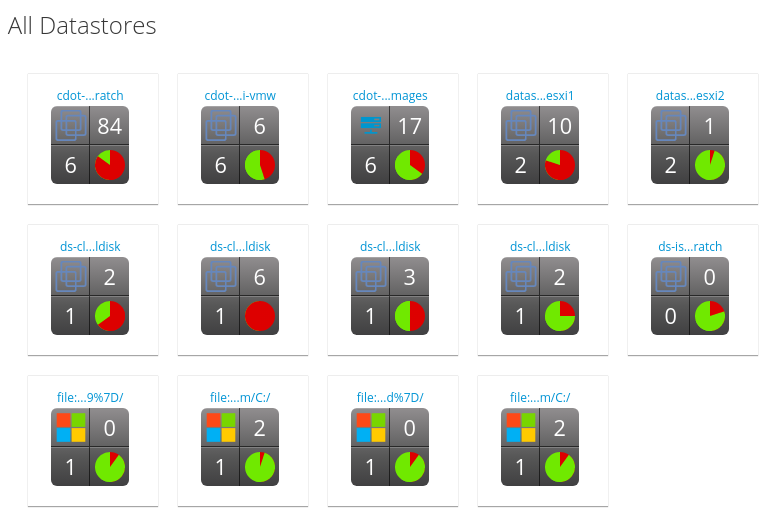 All Datastores
cdot-...ratch
84
6
cdot-...i-vmw
6
6
cdot-...mages
17
6
datas...esxi1
10
2
datas...esxi2
1
2
ds-cl...ldisk
2
1
ds-cl...ldisk
6
1
ds-cl...ldisk
3
1
ds-cl...ldisk
2
1
ds-is...ratch
0
0
file:...9%7D/
0
1
file:...m/C:/
2
1
file:...d%7D/
0
1
file:...m/C:/
2
1